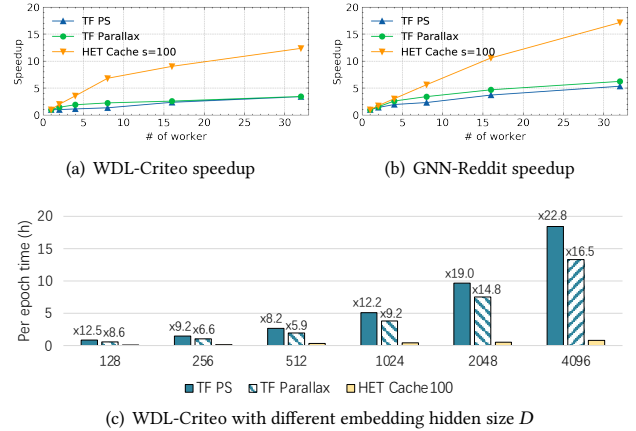 20
15
10
5
0
Speedup
TF PS
TF Parallax
HET Cache s=100
0 5 10 15 20 25 30
# of worker
(a) WDL-Criteo speedup
20
15
10
5
0
Speedup
TF PS
TF Parallax
HET Cache s=100
0 5 10 15 20 25 30
# of worker
(b) GNN-Reddit speedup
Per epoch time (h)
20
15
10
5
0
x12.5 x8.6
x9.2 x6.6
x8.2 x5.9
x12.2 x9.2
x19.0 x14.8
x22.8 x16.5
128 256 512 1024 2048 4096
TF PS TF Parallax HET Cache100
(c) WDL-Criteo with different embedding hidden size D